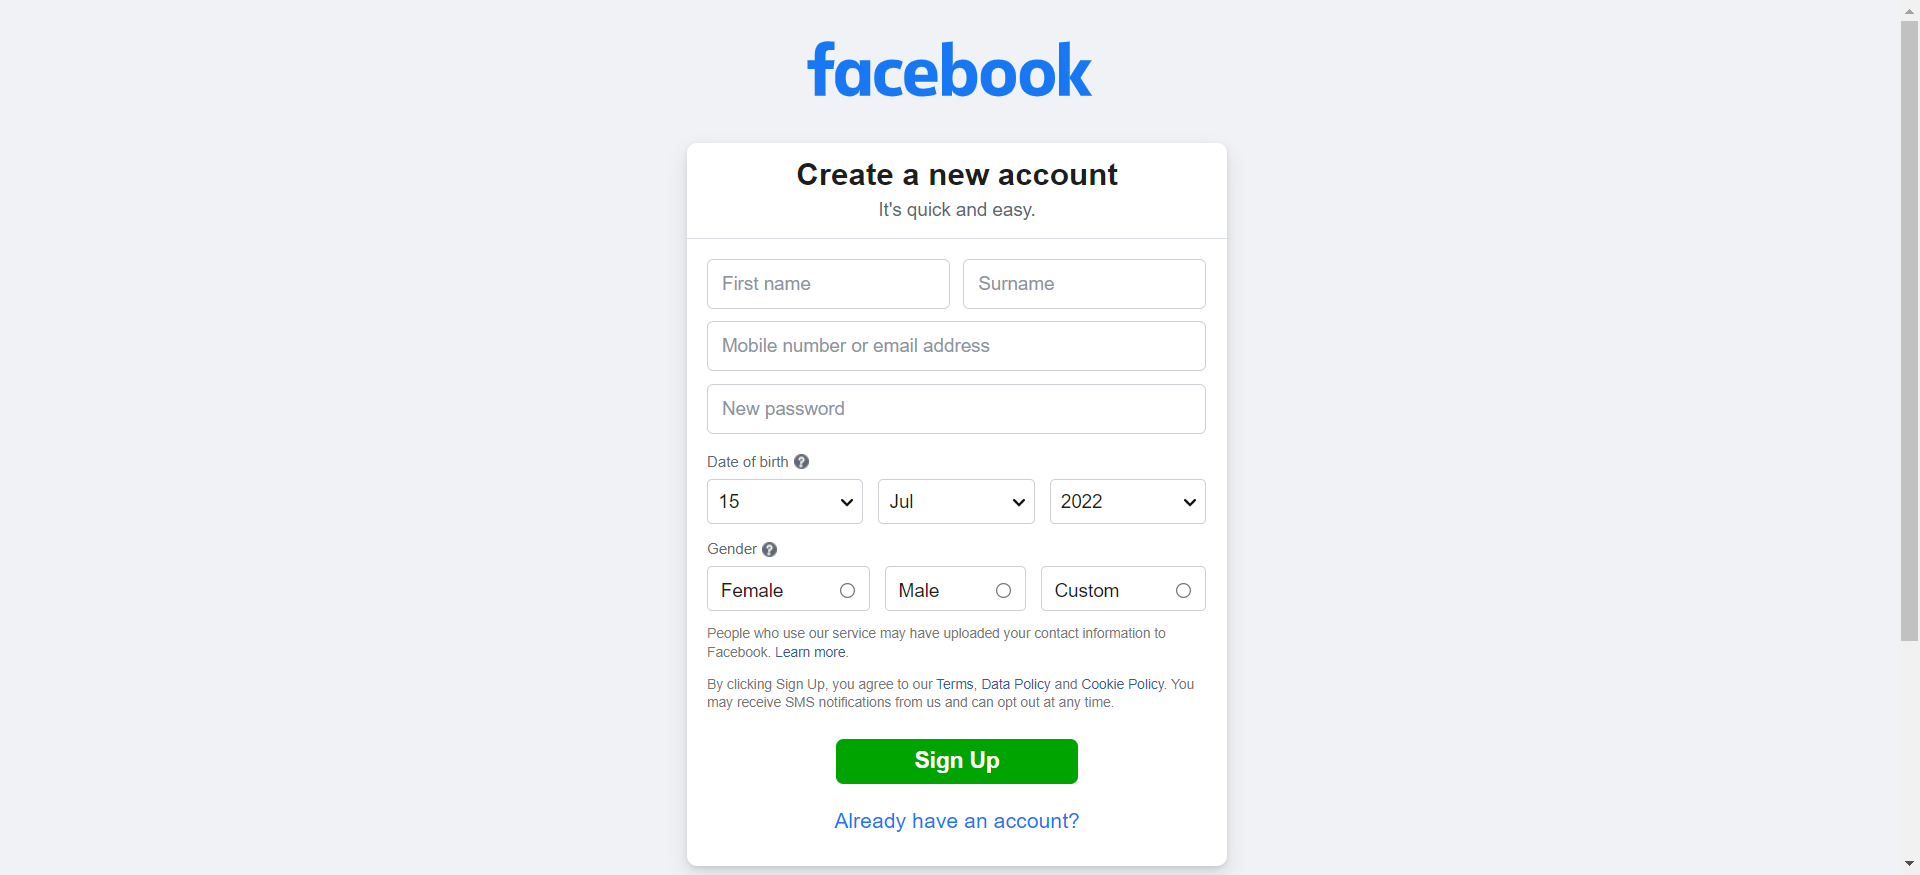 facebook
Create a new account
It's quick and easy.
First name Surname
Mobile number or email address
New password
Date of birth ?
15 Jul 2022
Gender ?
Female Male Custom
People who use our service may have uploaded your contact information to
Facebook. Learn more.
By clicking Sign Up, you agree to our Terms, Data Policy and Cookie Policy. You
may receive SMS notifications from us and can opt out at any time.
Sign Up
Already have an account?